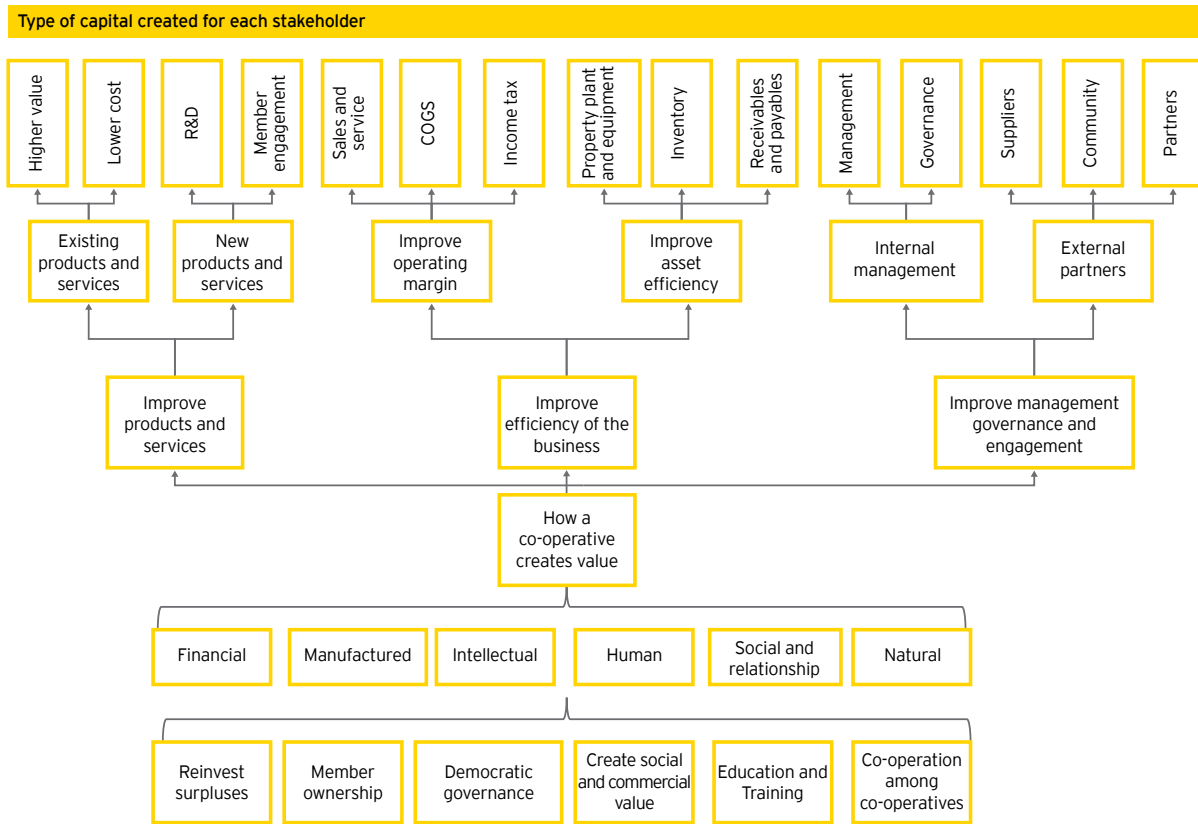 Type of capital created for each stakeholder
Higher value
Lower cost
R&D
Member
engagement
Sales and
service
COGS
Income tax
Property plant
and equipment
Inventory
Receivables
and payables
Management
Governance
Suppliers
Community
Partners
Existing
products and
services
New
products and
services
Improve
operating
margin
Improve
asset
efficiency
Internal
management
External
partners
Improve
products and
services
Improve
efficiency of the
business
Improve management
governance and
engagement
How a
co-operative
creates value
Financial
Manufactured
Intellectual
Human
Social and
relationship
Natural
Reinvest
surpluses
Member
ownership
Democratic
governance
Create social
and commercial
value
Education and
Training
Co-operation
among
co-operatives